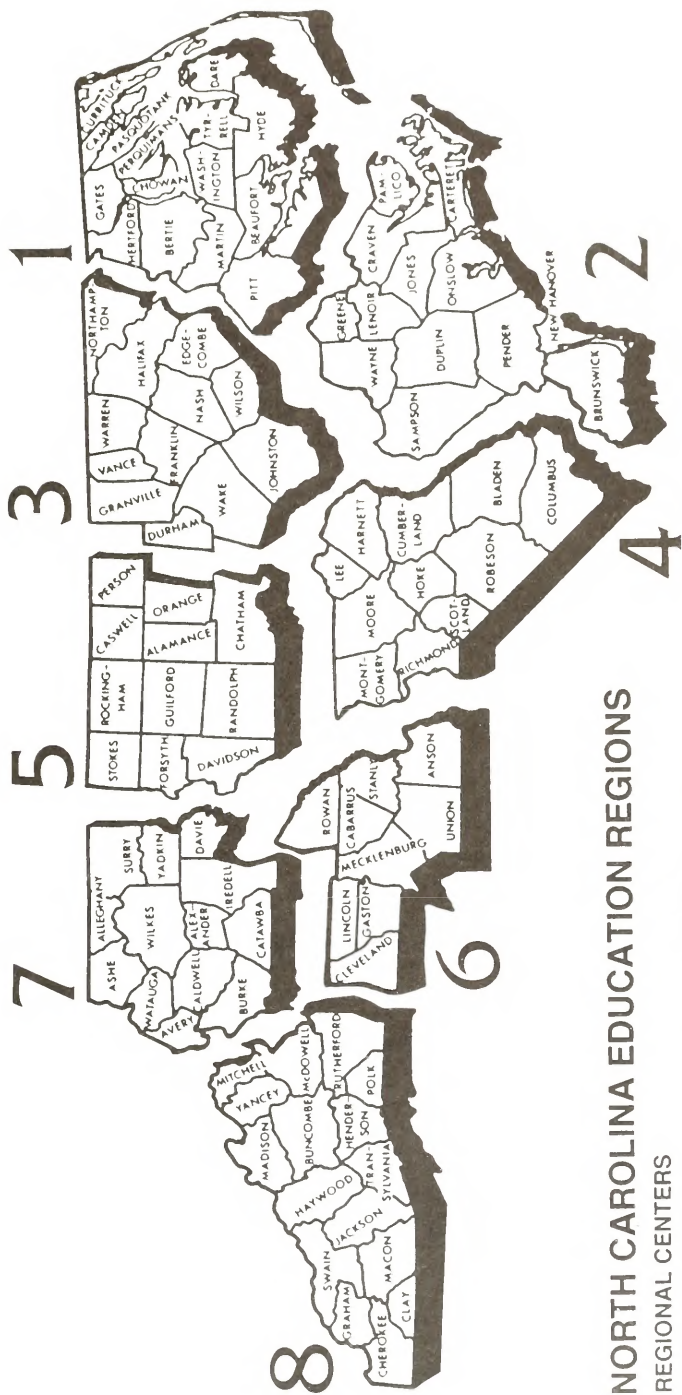 1
CURRITUCK
CAMDEN
PASQUOTANK
PERQUIMANS
GATES
HERTFORD
CHOWAN
BERTIE
WASH-
INGTON
TYR-
RELL
DARE
HYDE
MARTIN
BEAUFORT
PITT
2
GREENE
LENOIR
CRAVEN
PAM-
LICO
CARTERET
JONES
ONSLOW
WAYNE
DUPLIN
SAMPSON
PENDER
NEW HANOVER
BRUNSWICK
3
NORTHAMP-
TON
HALIFAX
WARREN
VANCE
GRANVILLE
FRANKLIN
EDGE-
COMBE
NASH
WILSON
WAKE
DURHAM
JOHNSTON
4
LEE
HARNETT
MOORE
MONT-
GOMERY
CUMBER-
LAND
HOKE
RICHMOND
SCOT-
LAND
ROBESON
BLADEN
COLUMBUS
5
PERSON
CASWELL
ROCKING-
HAM
STOKES
ORANGE
ALAMANCE
GUILFORD
FORSYTH
CHATHAM
RANDOLPH
DAVIDSON
6
ROWAN
CABARRUS
STANLY
LINCOLN
GASTON
CLEVELAND
MECKLENBURG
UNION
ANSON
7
ALLEGHANY
ASHE
SURRY
WATAUGA
WILKES
YADKIN
AVERY
CALDWELL
ALEX-
ANDER
IREDELL
DAVIE
BURKE
CATAWBA
8
MITCHELL
YANCEY
MADISON
BUNCOMBE
McDOWELL
RUTHERFORD
POLK
HENDER-
SON
HAYWOOD
TRAN-
SYLVANIA
JACKSON
SWAIN
MACON
GRAHAM
CHEROKEE
CLAY
NORTH CAROLINA EDUCATION REGIONS
REGIONAL CENTERS